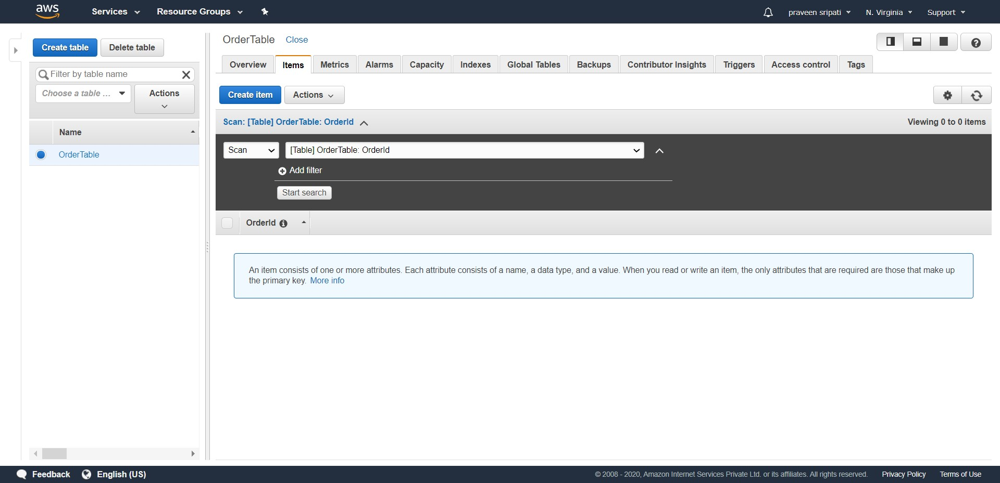 aws Services Resource Groups praveen sripati N. Virginia Support
Create table Delete table
Filter by table name
Choose a table ... Actions
Name
OrderTable
OrderTable Close
Overview Items Metrics Alarms Capacity Indexes Global Tables Backups Contributor Insights Triggers Access control Tags
Create item Actions
Scan: [Table] OrderTable: OrderId Viewing 0 to 0 items
Scan [Table] OrderTable: OrderId
Add filter
Start search
OrderId
An item consists of one or more attributes. Each attribute consists of a name, a data type, and a value. When you read or write an item, the only attributes that are required are those that make up
the primary key. More info
Feedback English (US) © 2008 - 2020, Amazon Internet Services Private Ltd. or its affiliates. All rights reserved. Privacy Policy Terms of Use